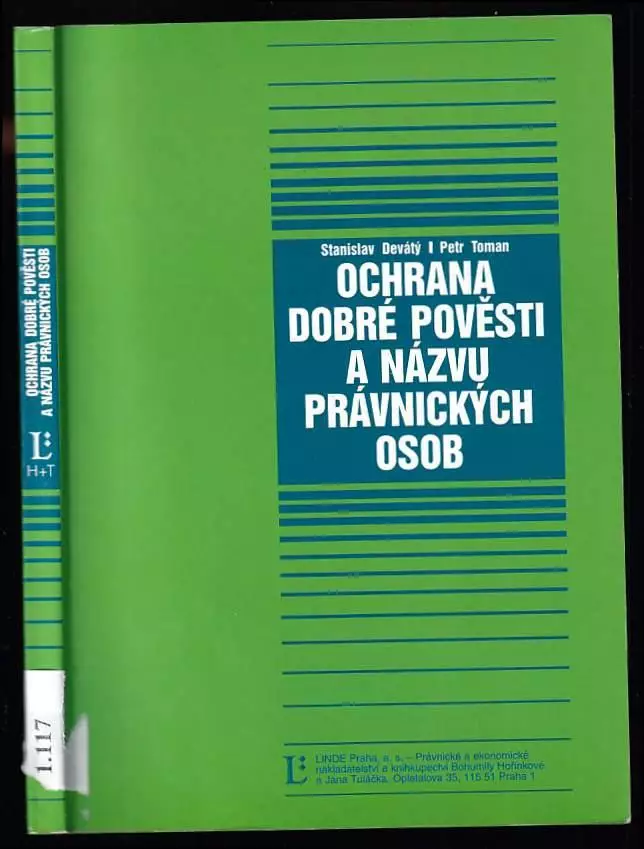 Stanislav Devátý | Petr Toman
OCHRANA
DOBRÉ POVĚSTI
A NÁZVU
PRÁVNICKÝCH
OSOB
LINDE Praha, a. s. – Právnické a ekonomické
nakladatelství a knihkupectví Bohumily Hořínkové
a Jana Tuláčka, Opletalova 35, 115 51 Praha 1
OCHRANA DOBRÉ POVĚSTI
A NÁZVU PRÁVNICKÝCH OSOB
L
H+T
1.117
L